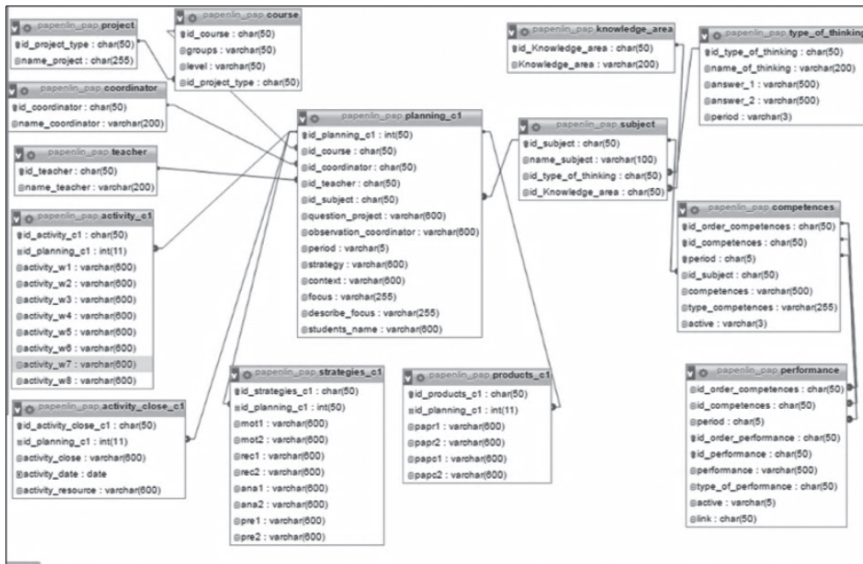 papenlin_pap project
id_project_type : char(50)
name_project : char(255)
papenlin_pap course
id_course : char(50)
groups : varchar(50)
level : varchar(50)
id_project_type : char(50)
papenlin_pap coordinator
id_coordinator : char(50)
name_coordinator : varchar(200)
papenlin_pap teacher
id_teacher : char(50)
name_teacher : varchar(200)
papenlin_pap activity_c1
id_activity_c1 : char(50)
id_planning_c1 : int(11)
activity_w1 : varchar(600)
activity_w2 : varchar(600)
activity_w3 : varchar(600)
activity_w4 : varchar(600)
activity_w5 : varchar(600)
activity_w6 : varchar(600)
activity_w7 : varchar(600)
activity_w8 : varchar(600)
papenlin_pap activity_close_c1
id_activity_close_c1 : char(50)
id_planning_c1 : int(11)
activity_close : varchar(600)
activity_date : date
activity_resource : varchar(600)
papenlin_pap planning_c1
id_planning_c1 : int(50)
id_course : char(50)
id_coordinator : char(50)
id_teacher : char(50)
id_subject : char(50)
question_project : varchar(600)
observation_coordinator : varchar(600)
period : varchar(5)
strategy : varchar(600)
context : varchar(600)
focus : varchar(255)
describe_focus : varchar(255)
students_name : varchar(600)
papenlin_pap strategies_c1
id_strategies_c1 : char(50)
id_planning_c1 : int(50)
mot1 : varchar(600)
mot2 : varchar(600)
rec1 : varchar(600)
rec2 : varchar(600)
ana1 : varchar(600)
ana2 : varchar(600)
pre1 : varchar(600)
pre2 : varchar(600)
papenlin_pap products_c1
id_products_c1 : char(50)
id_planning_c1 : int(11)
papr1 : varchar(600)
papr2 : varchar(600)
papc1 : varchar(600)
papc2 : varchar(600)
papenlin_pap knowledge_area
id_Knowledge_area : char(50)
Knowledge_area : varchar(200)
papenlin_pap subject
id_subject : char(50)
name_subject : varchar(100)
id_type_of_thinking : char(50)
id_Knowledge_area : char(50)
papenlin_pap type_of_thinking
id_type_of_thinking : char(50)
name_of_thinking : varchar(200)
answer_1 : varchar(500)
answer_2 : varchar(500)
period : varchar(3)
papenlin_pap competences
id_order_competences : char(50)
id_competences : char(50)
period : char(5)
id_subject : char(50)
competences : varchar(500)
type_competences : varchar(255)
active : varchar(3)
papenlin_pap performance
id_order_competences : char(50)
id_competences : char(50)
period : char(5)
id_order_performance : char(50)
id_performance : char(50)
performance : varchar(500)
type_of_performance : char(50)
active : varchar(5)
link : char(50)